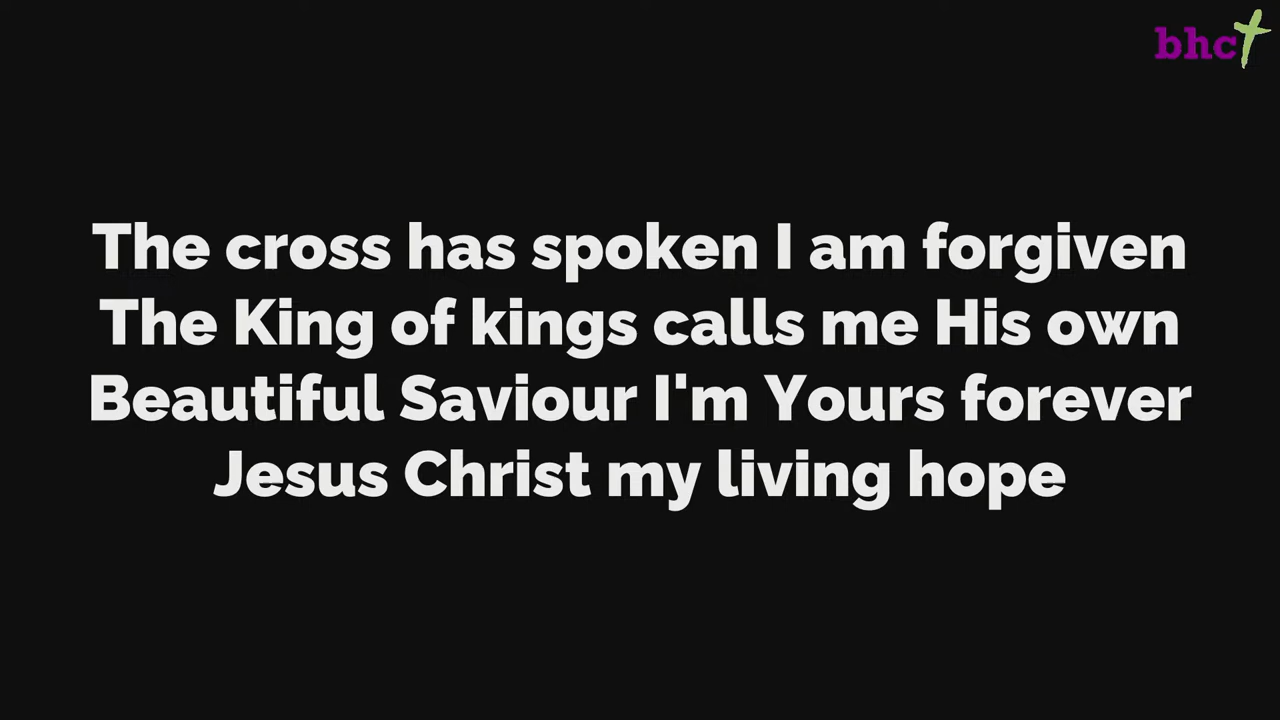 bhc
The cross has spoken I am forgiven
The King of kings calls me His own
Beautiful Saviour I'm Yours forever
Jesus Christ my living hope